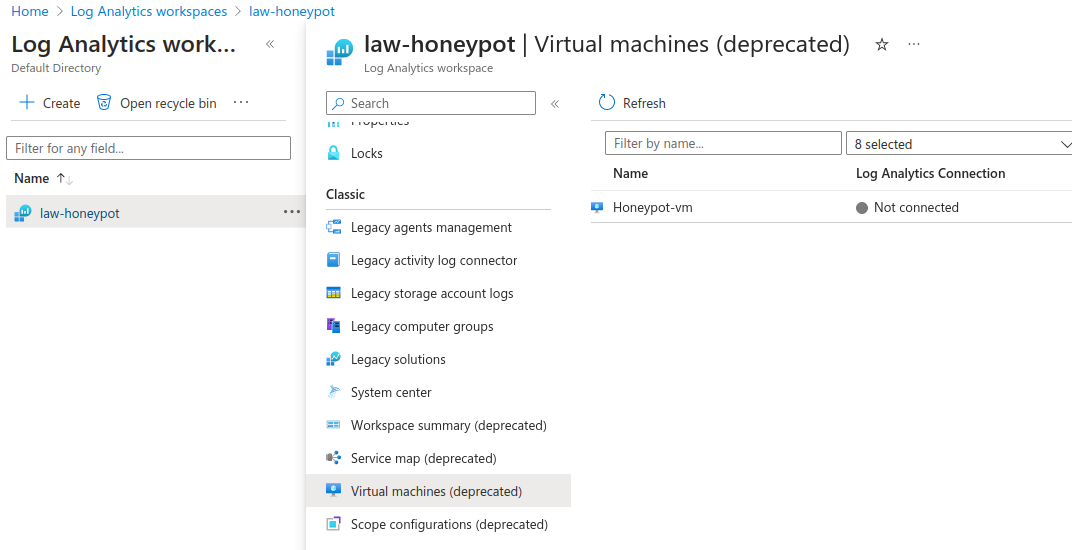 Home > Log Analytics workspaces > law-honeypot
Log Analytics work...
«
Default Directory
Create
Open recycle bin
...
Filter for any field...
Name ↑↓
law-honeypot
...
law-honeypot | Virtual machines (deprecated)
...
Log Analytics workspace
Search
«
Properties
Locks
Classic
Legacy agents management
Legacy activity log connector
Legacy storage account logs
Legacy computer groups
Legacy solutions
System center
Workspace summary (deprecated)
Service map (deprecated)
Virtual machines (deprecated)
Scope configurations (deprecated)
Refresh
Filter by name...
8 selected
Name
Log Analytics Connection
Honeypot-vm
Not connected